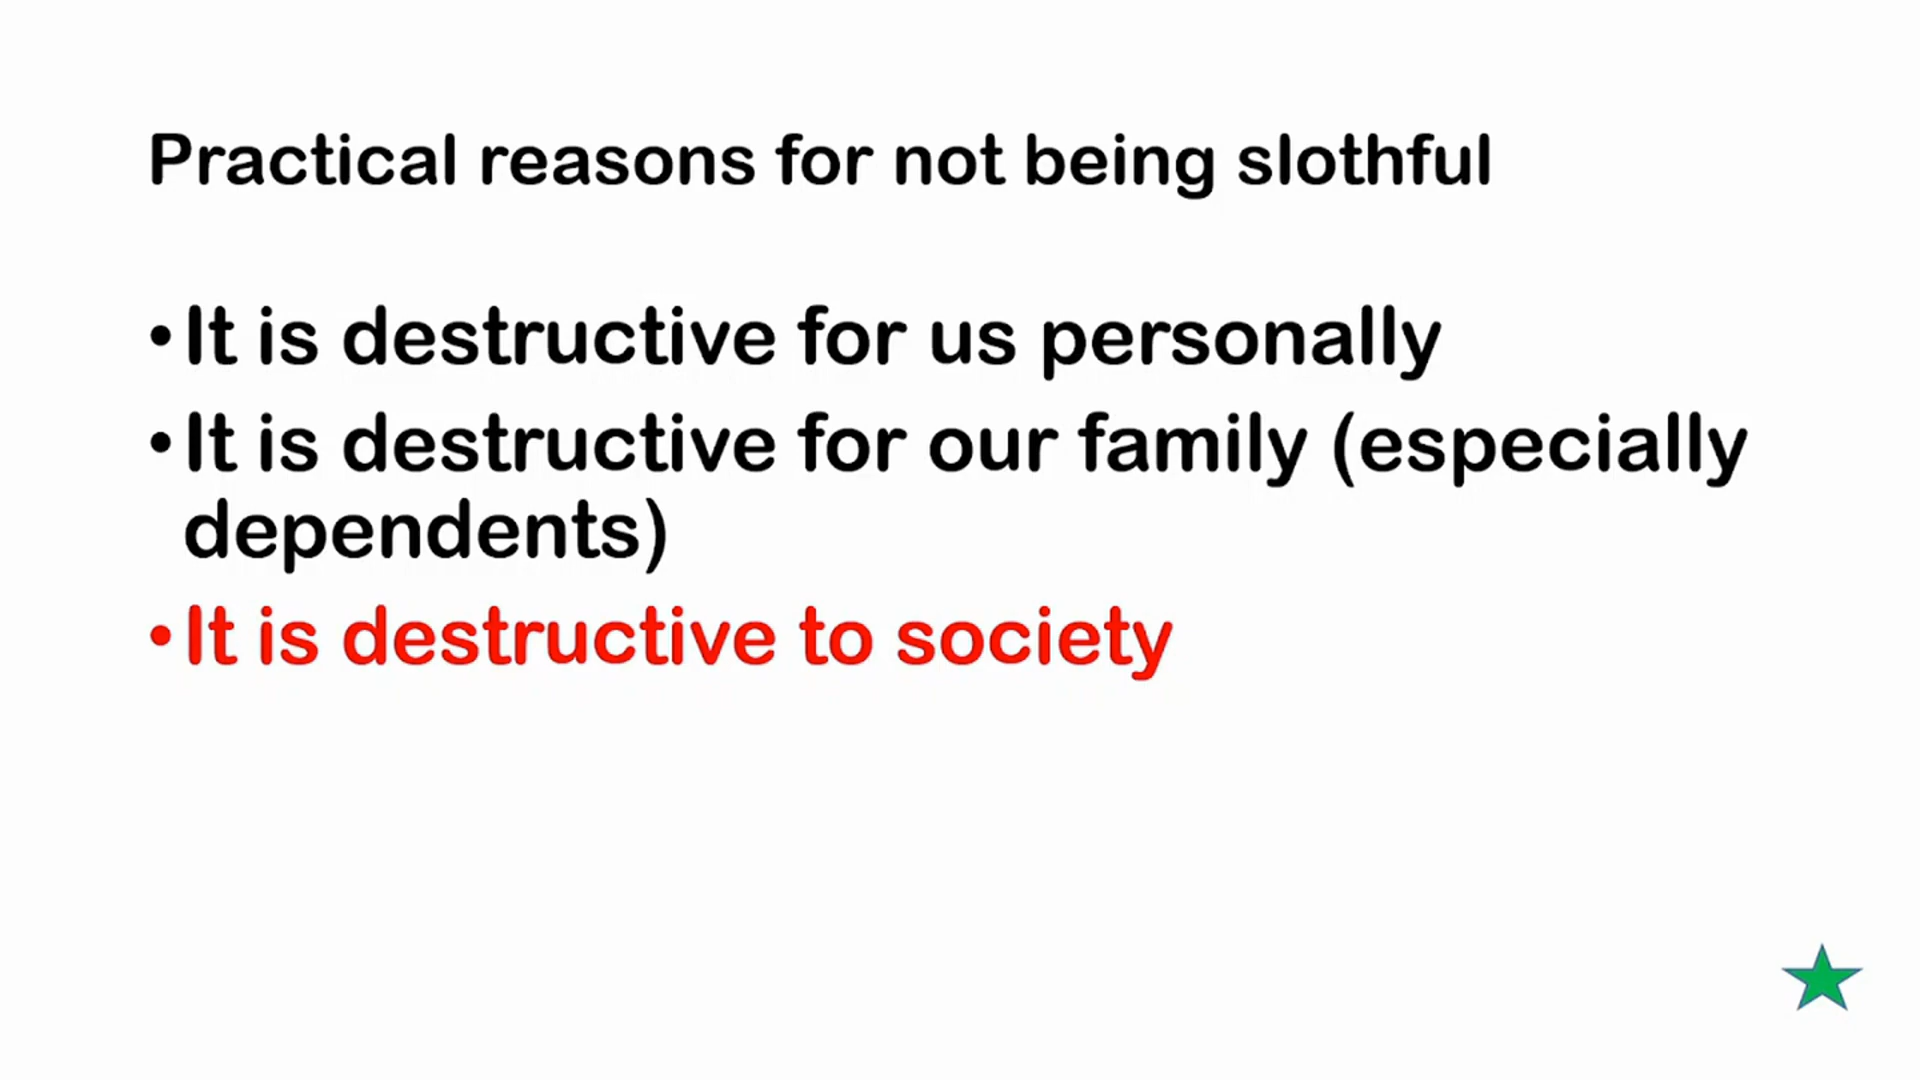 Practical reasons for not being slothful
•It is destructive for us personally
•It is destructive for our family (especially
dependents)
•It is destructive to society